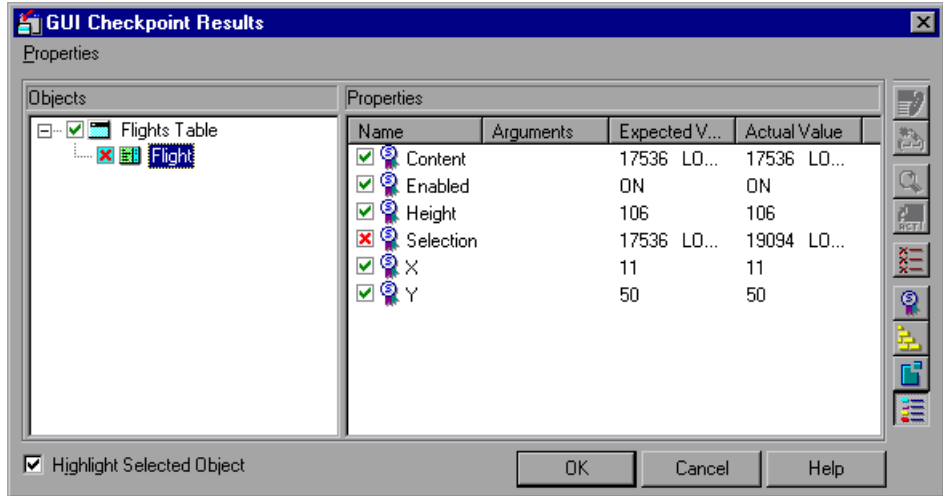 GUI Checkpoint Results
Properties
Objects
Properties
Flights Table
Flight
Name Arguments Expected V... Actual Value
Content 17536 LO... 17536 LO...
Enabled ON ON
Height 106 106
Selection 17536 LO... 19094 LO...
X 11 11
Y 50 50
Highlight Selected Object
OK Cancel Help